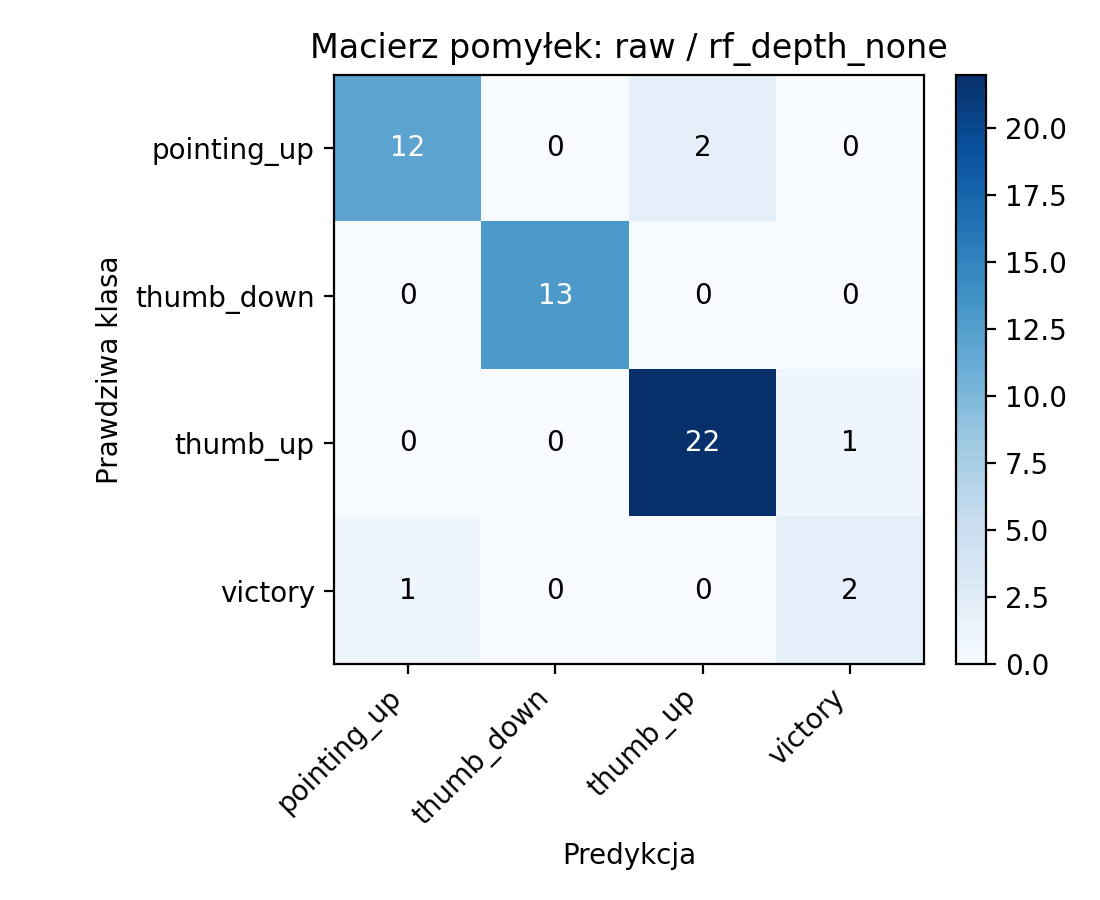 Macierz pomyłek: raw / rf_depth_none
Prawdziwa klasa
pointing_up 12 0 2 0
thumb_down 0 13 0 0
thumb_up 0 0 22 1
victory 1 0 0 2
pointing_up thumb_down thumb_up victory
Predykcja
20.0
17.5
15.0
12.5
10.0
7.5
5.0
2.5
0.0